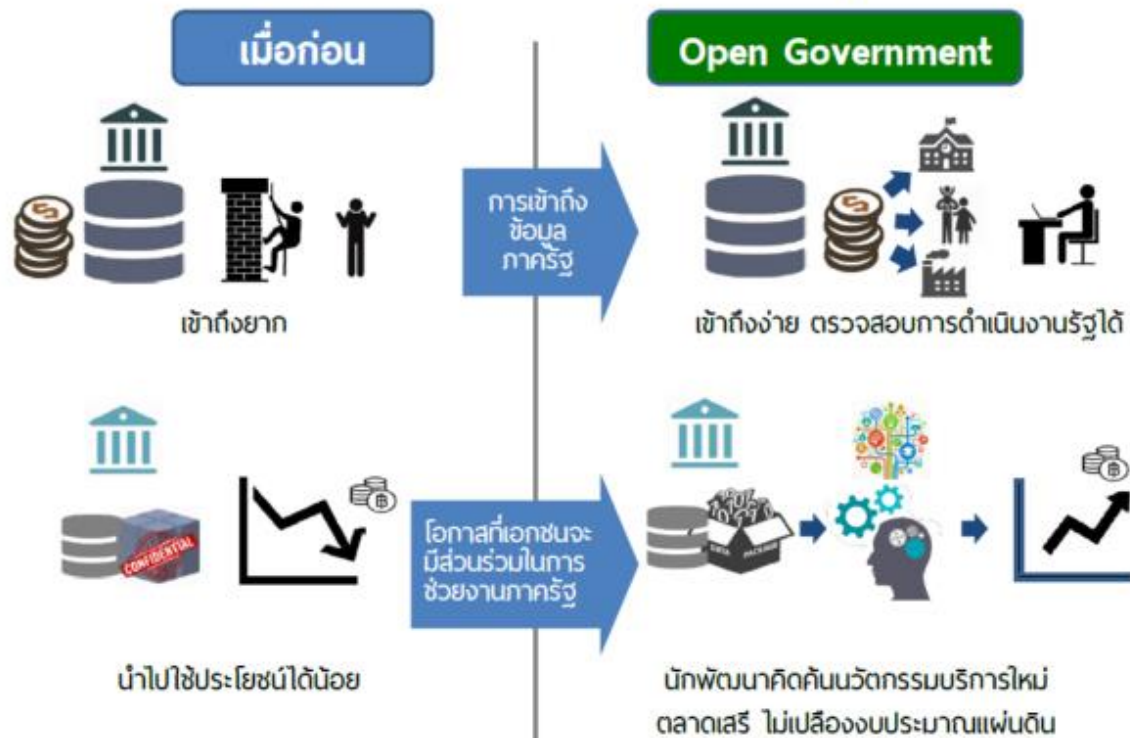 เมื่อก่อน
Open Government
การเข้าถึง
ข้อมูล
ภาครัฐ
เข้าถึงยาก
เข้าถึงง่าย ตรวจสอบการดำเนินงานรัฐได้
CONFIDENTIAL
฿
โอกาสที่เอกชนจะ
มีส่วนร่วมในการ
ช่วยงานภาครัฐ
DATA PACKAGE
฿
นำไปใช้ประโยชน์ได้น้อย
นักพัฒนาคิดค้นนวัตกรรมบริการใหม่
ตลาดเสรี ไม่เปลืองงบประมาณแผ่นดิน